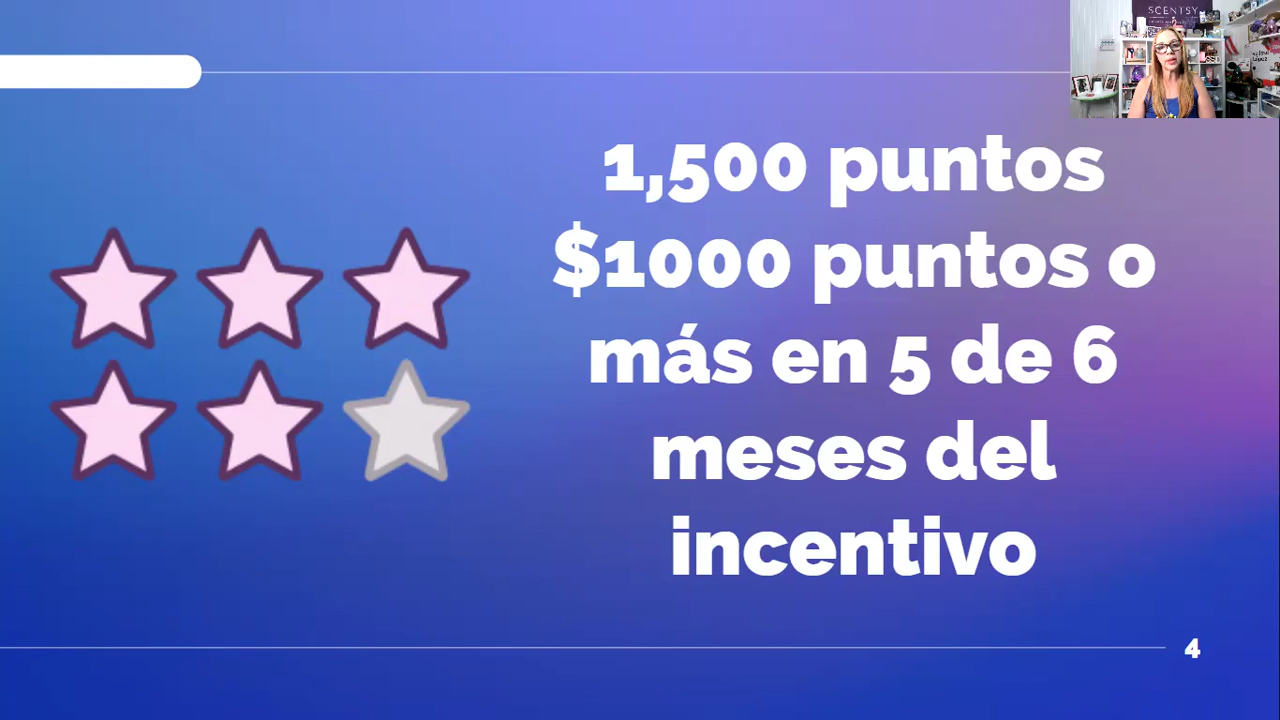 SCENTSY
1,500 puntos
$1000 puntos o
más en 5 de 6
meses del
incentivo
4